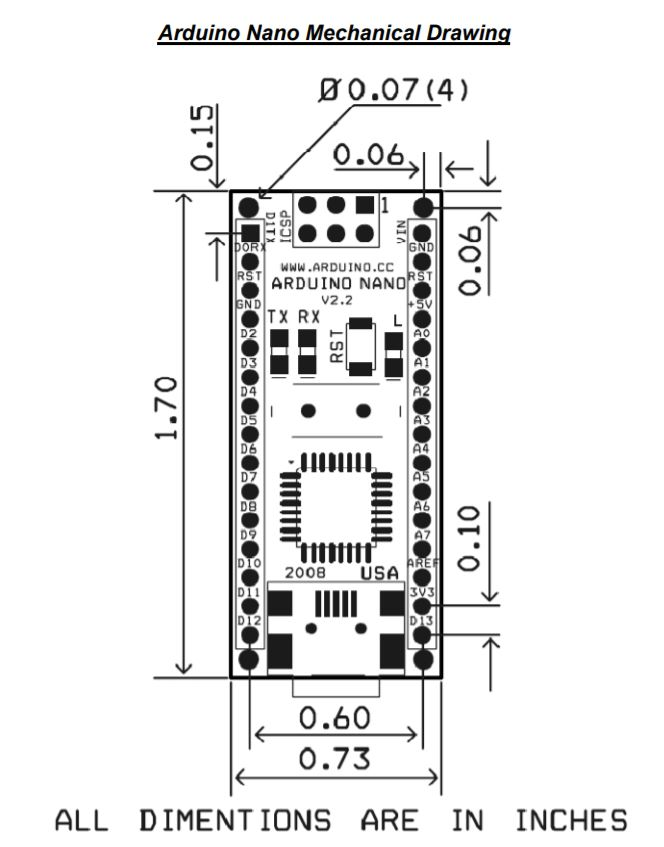 Arduino Nano Mechanical Drawing
Ø0.07(4)
0.15
0.06
0.06
1
D1TX
ICSP
VIN
D0RX
GND
RST
RST
GND
+5V
WWW.ARDUINO.CC
ARDUINO NANO
V2.2
TX RX
RST
L
D2
A0
D3
A1
D4
A2
D5
A3
D6
A4
D7
A5
D8
A6
D9
A7
D10
AREF
D11
3V3
D12
D13
1.70
0.10
2008 USA
0.60
0.73
ALL DIMENTIONS ARE IN INCHES